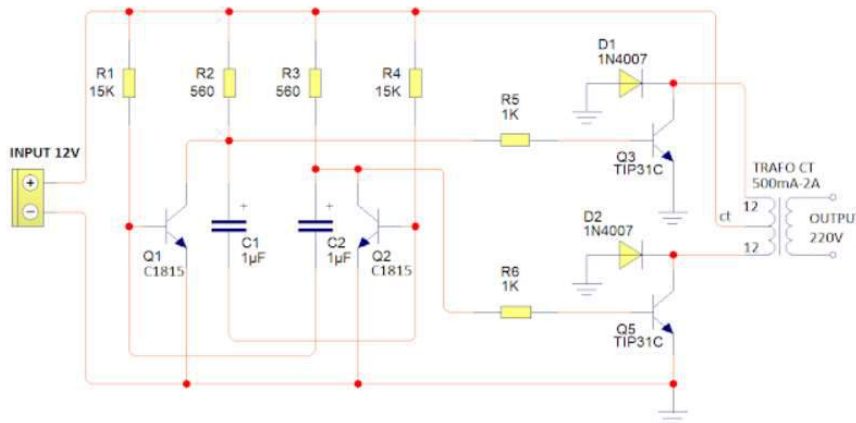 R1
15K
R2
560
R3
560
R4
15K
D1
1N4007
R5
1K
INPUT 12V
Q3
TIP31C
TRAFO CT
500mA-2A
12
ct
12
OUTPUT
220V
Q1
C1815
+
C1
1µF
+
C2
1µF
Q2
C1815
D2
1N4007
R6
1K
Q5
TIP31C